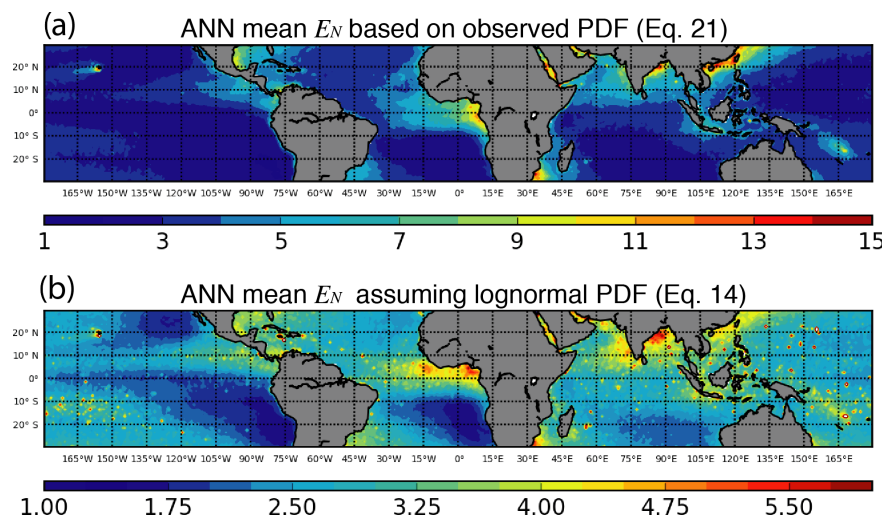 (a) ANN mean EN based on observed PDF (Eq. 21)
20° N
10° N
0°
10° S
20° S
165°W 150°W 135°W 120°W 105°W 90°W 75°W 60°W 45°W 30°W 15°W 0° 15°E 30°E 45°E 60°E 75°E 90°E 105°E 120°E 135°E 150°E 165°E
1 3 5 7 9 11 13 15
(b) ANN mean EN assuming lognormal PDF (Eq. 14)
20° N
10° N
0°
10° S
20° S
165°W 150°W 135°W 120°W 105°W 90°W 75°W 60°W 45°W 30°W 15°W 0° 15°E 30°E 45°E 60°E 75°E 90°E 105°E 120°E 135°E 150°E 165°E
1.00 1.75 2.50 3.25 4.00 4.75 5.50